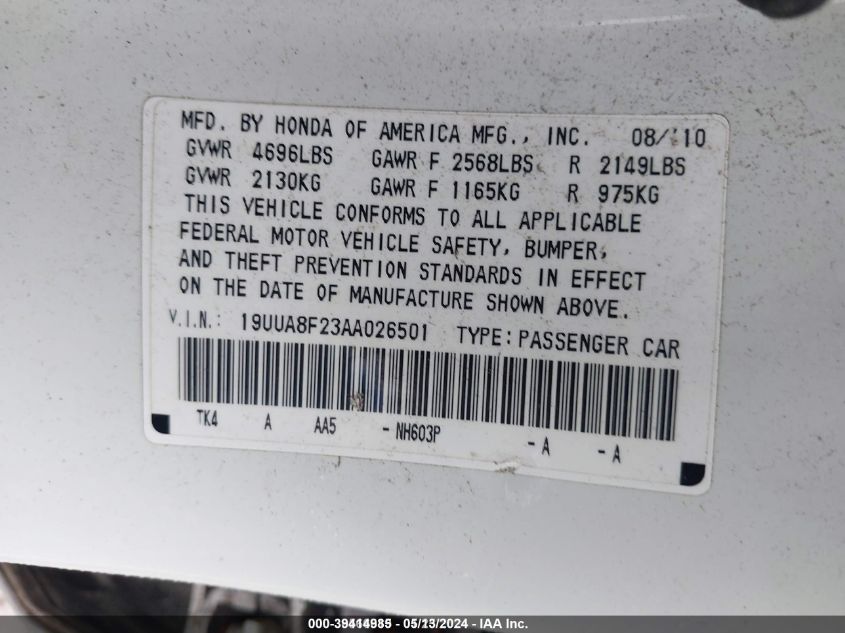 MFD. BY HONDA OF AMERICA MFG., INC. 08/'10
GVWR 4696LBS GAWR F 2568LBS R 2149LBS
GVWR 2130KG GAWR F 1165KG R 975KG
THIS VEHICLE CONFORMS TO ALL APPLICABLE
FEDERAL MOTOR VEHICLE SAFETY, BUMPER,
AND THEFT PREVENTION STANDARDS IN EFFECT
ON THE DATE OF MANUFACTURE SHOWN ABOVE.
V.I.N.: 19UUA8F23AA026501 TYPE:PASSENGER CAR
TK4 A AA5 -NH603P -A -A
000-39414985 - 05/13/2024 - IAA Inc.